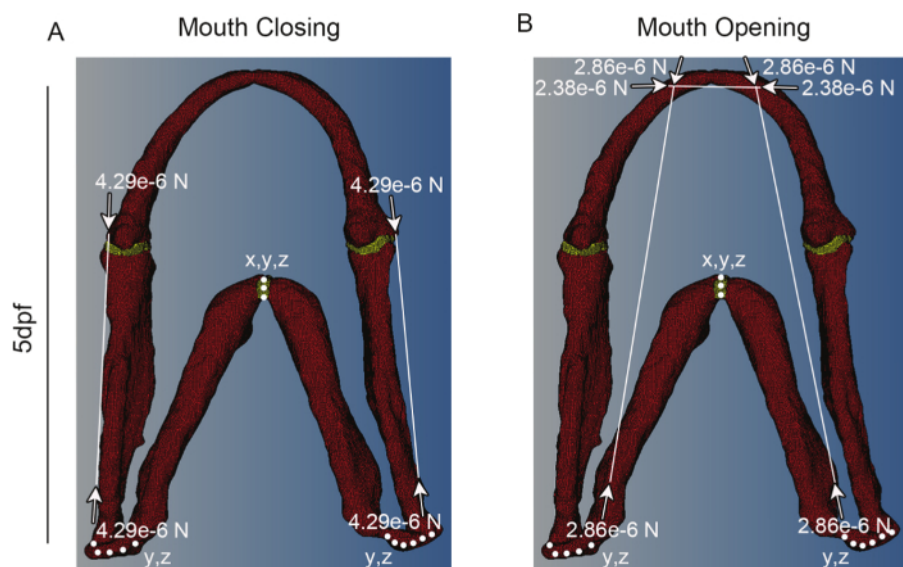 A
Mouth Closing
B
Mouth Opening
2.86e-6 N
2.86e-6 N
2.38e-6 N
2.38e-6 N
4.29e-6 N
4.29e-6 N
x,y,z
x,y,z
5dpf
4.29e-6 N
4.29e-6 N
2.86e-6 N
2.86e-6 N
y,z
y,z
y,z